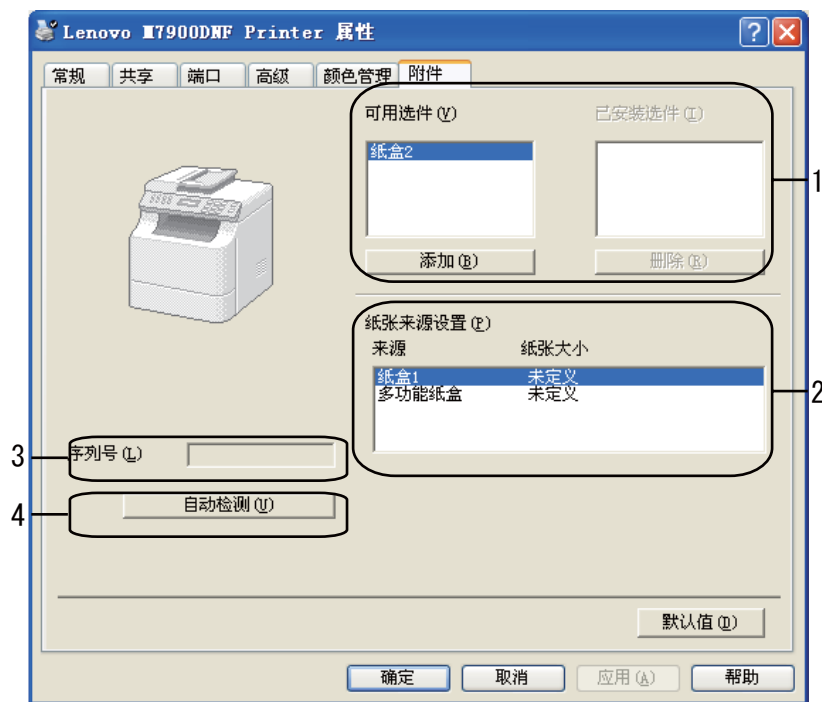 Lenovo M7900DNF Printer 属性
常规 共享 端口 高级 颜色管理 附件
可用选件(V) 已安装选件(I)
纸盒2
1
添加(B) 删除(R)
纸张来源设置(P)
来源 纸张大小
纸盒1 未定义
多功能纸盒 未定义
2
3 序列号(L)
4 自动检测(U)
默认值(D)
确定 取消 应用(A) 帮助